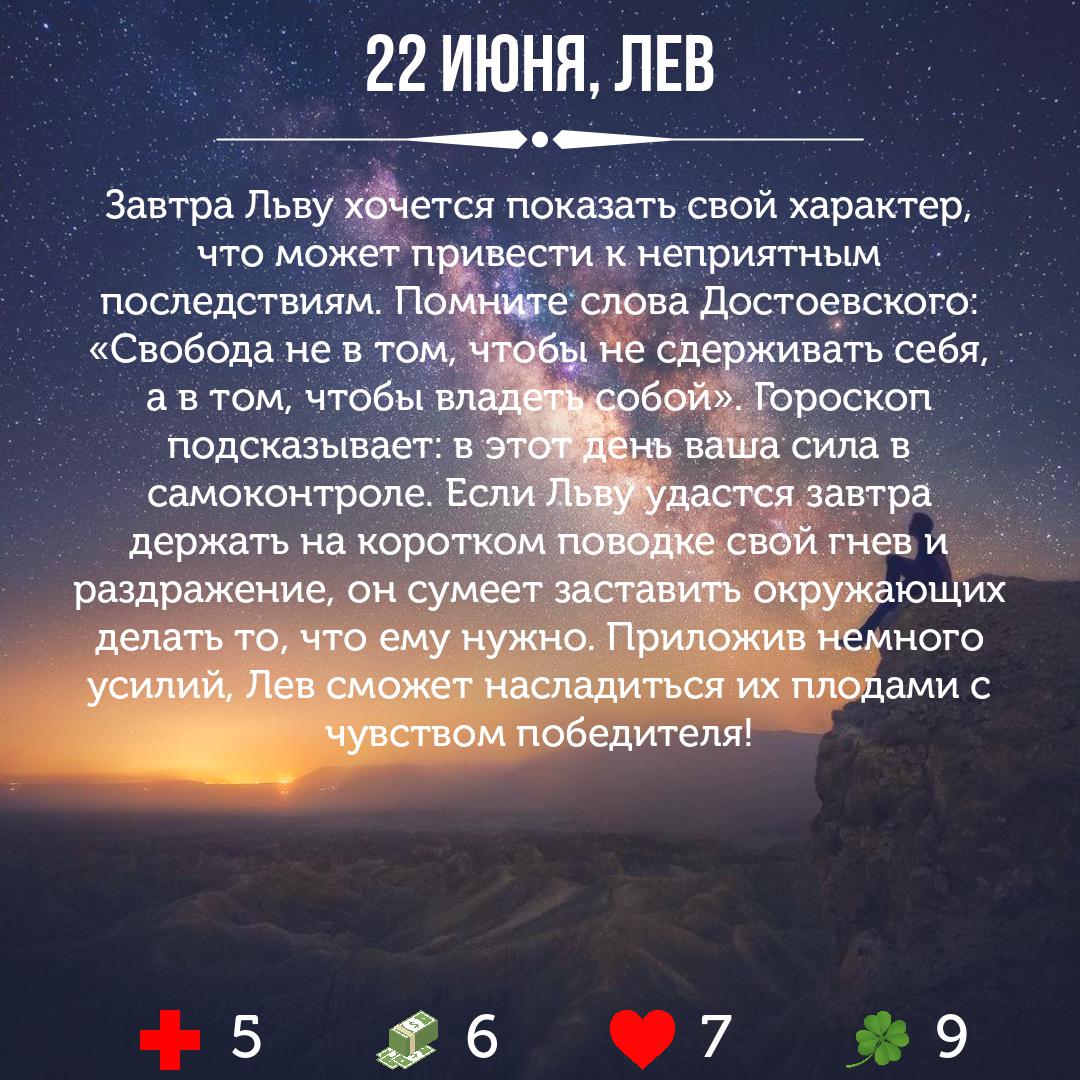 22 ИЮНЯ, ЛЕВ
Завтра Льву хочется показать свой характер,
что может привести к неприятным
последствиям. Помните слова Достоевского:
«Свобода не в том, чтобы не сдерживать себя,
а в том, чтобы владеть собой». Гороскоп
подсказывает: в этот день ваша сила в
самоконтроле. Если Льву удастся завтра
держать на коротком поводке свой гнев и
раздражение, он сумеет заставить окружающих
делать то, что ему нужно. Приложив немного
усилий, Лев сможет насладиться их плодами с
чувством победителя!
5 6 7 9